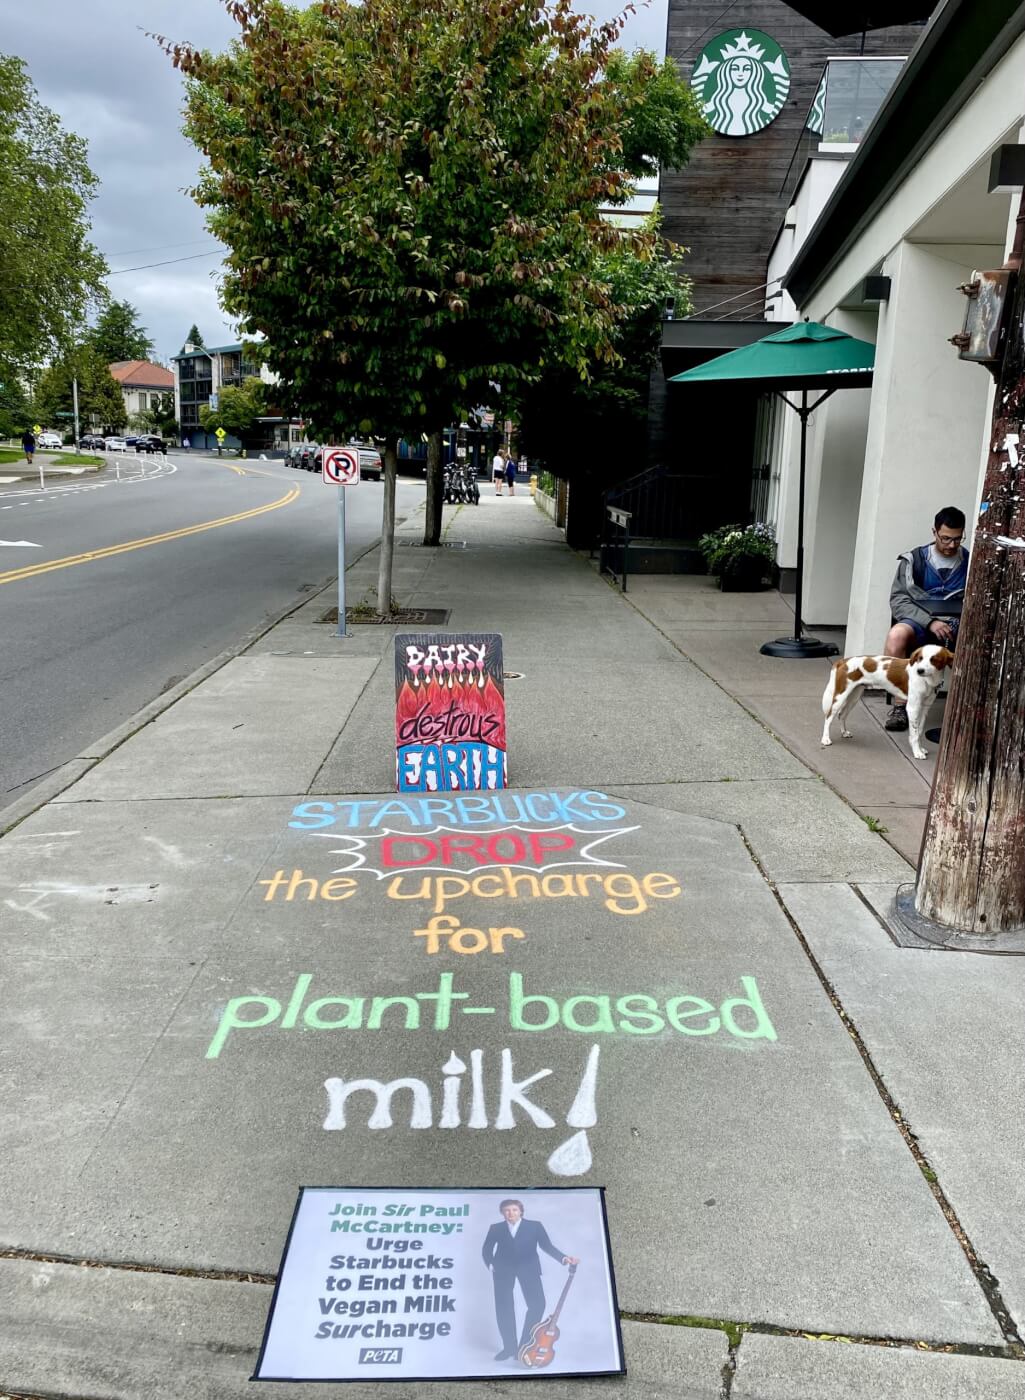 DAIRY
destroys
EARTH
STARBUCKS
DROP
the upcharge
for
plant-based
milk!
Join Sir Paul
McCartney:
Urge
Starbucks
to End the
Vegan Milk
Surcharge
PETA